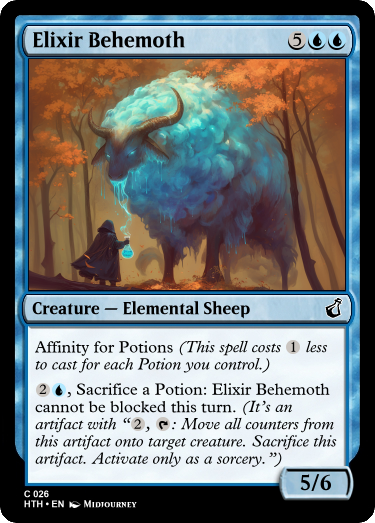 Elixir Behemoth 5
Creature — Elemental Sheep
Affinity for Potions (This spell costs 1 less
to cast for each Potion you control.)
2, Sacrifice a Potion: Elixir Behemoth
cannot be blocked this turn. (It's an
artifact with “2, : Move all counters from
this artifact onto target creature. Sacrifice this
artifact. Activate only as a sorcery.”)
5/6
C 026
HTH • EN MIDJOURNEY